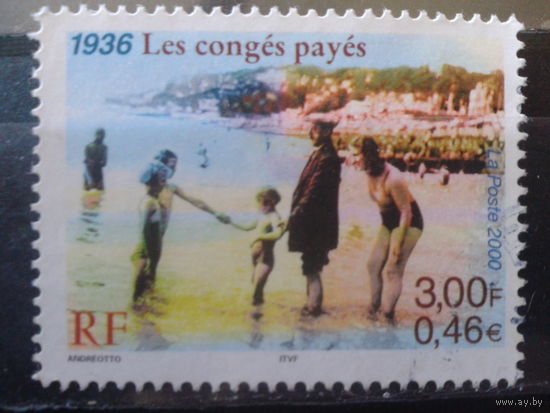 1936 Les congés payés
La Poste 2000
3,00F
0,46€
RF
ANDREOTTO
ITVF
www.ay.by